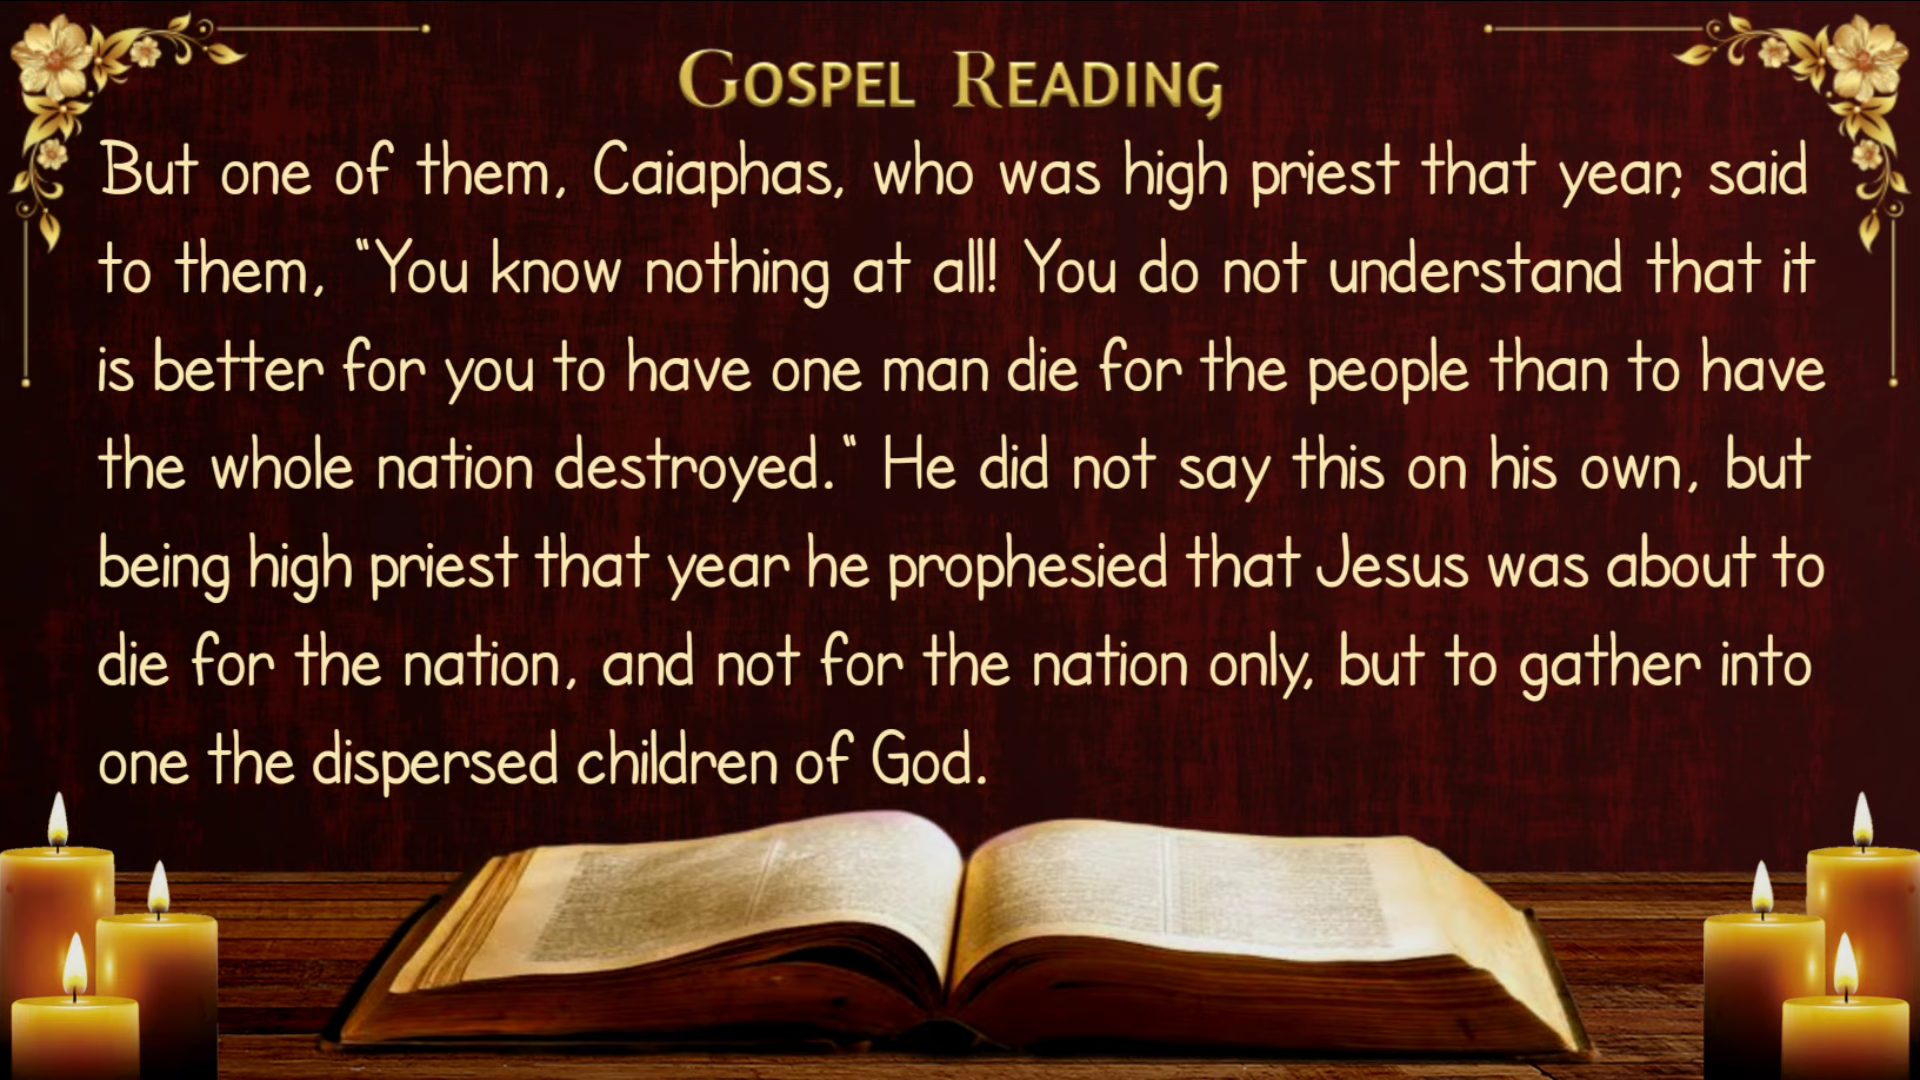 Gospel Reading
But one of them, Caiaphas, who was high priest that year, said
to them, "You know nothing at all! You do not understand that it
is better for you to have one man die for the people than to have
the whole nation destroyed." He did not say this on his own, but
being high priest that year he prophesied that Jesus was about to
die for the nation, and not for the nation only, but to gather into
one the dispersed children of God.